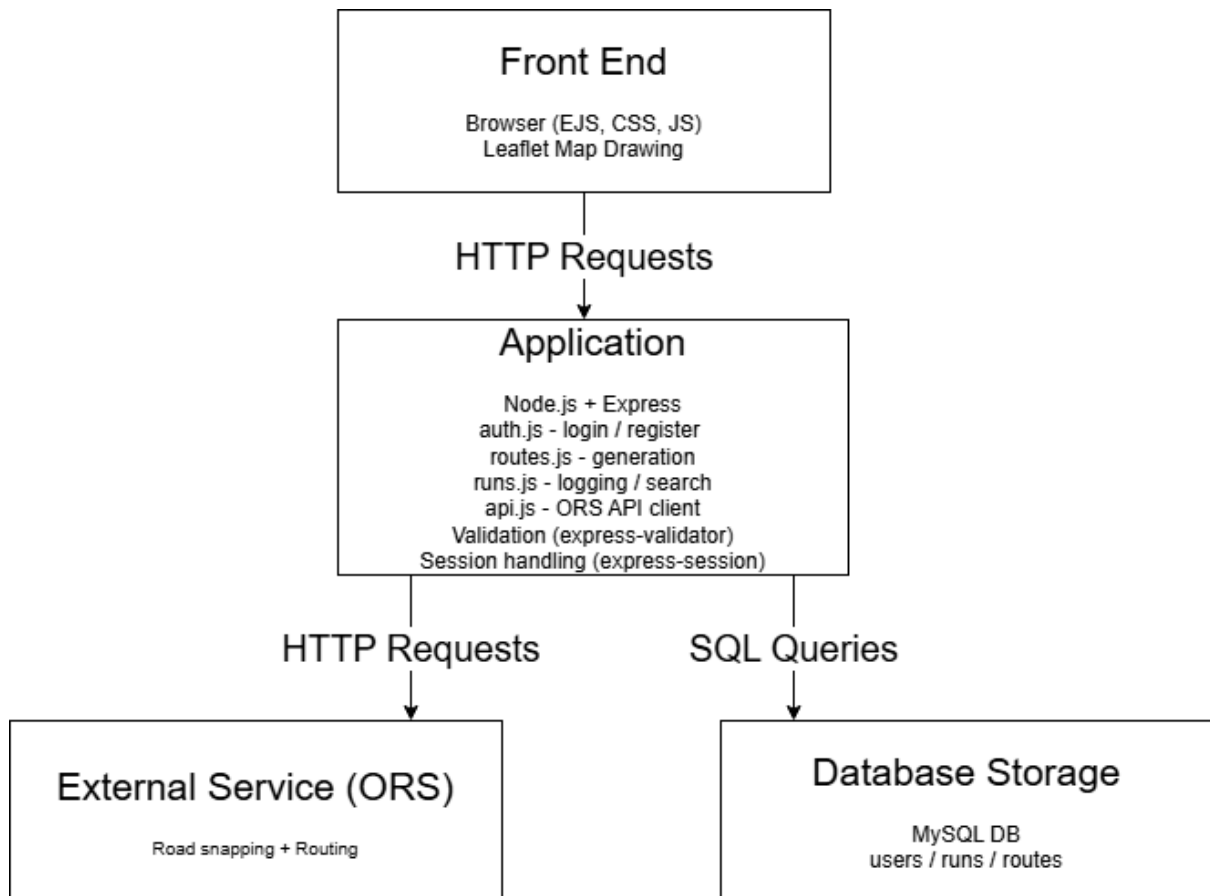 Front End
Browser (EJS, CSS, JS)
Leaflet Map Drawing
HTTP Requests
Application
Node.js + Express
auth.js - login / register
routes.js - generation
runs.js - logging / search
api.js - ORS API client
Validation (express-validator)
Session handling (express-session)
HTTP Requests
SQL Queries
External Service (ORS)
Road snapping + Routing
Database Storage
MySQL DB
users / runs / routes